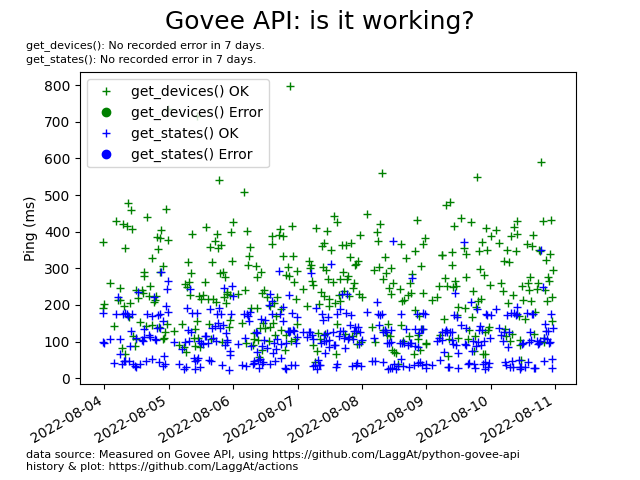 Govee API: is it working?
get_devices(): No recorded error in 7 days.
get_states(): No recorded error in 7 days.
get_devices() OK
get_devices() Error
get_states() OK
get_states() Error
Ping (ms)
800
700
600
500
400
300
200
100
0
2022-08-04
2022-08-05
2022-08-06
2022-08-07
2022-08-08
2022-08-09
2022-08-10
2022-08-11
data source: Measured on Govee API, using https://github.com/LaggAt/python-govee-api
history & plot: https://github.com/LaggAt/actions